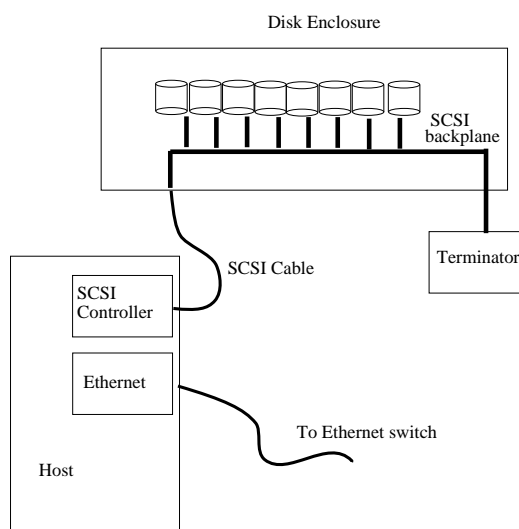 Disk Enclosure
SCSI
backplane
Terminator
SCSI Cable
SCSI
Controller
Ethernet
To Ethernet switch
Host